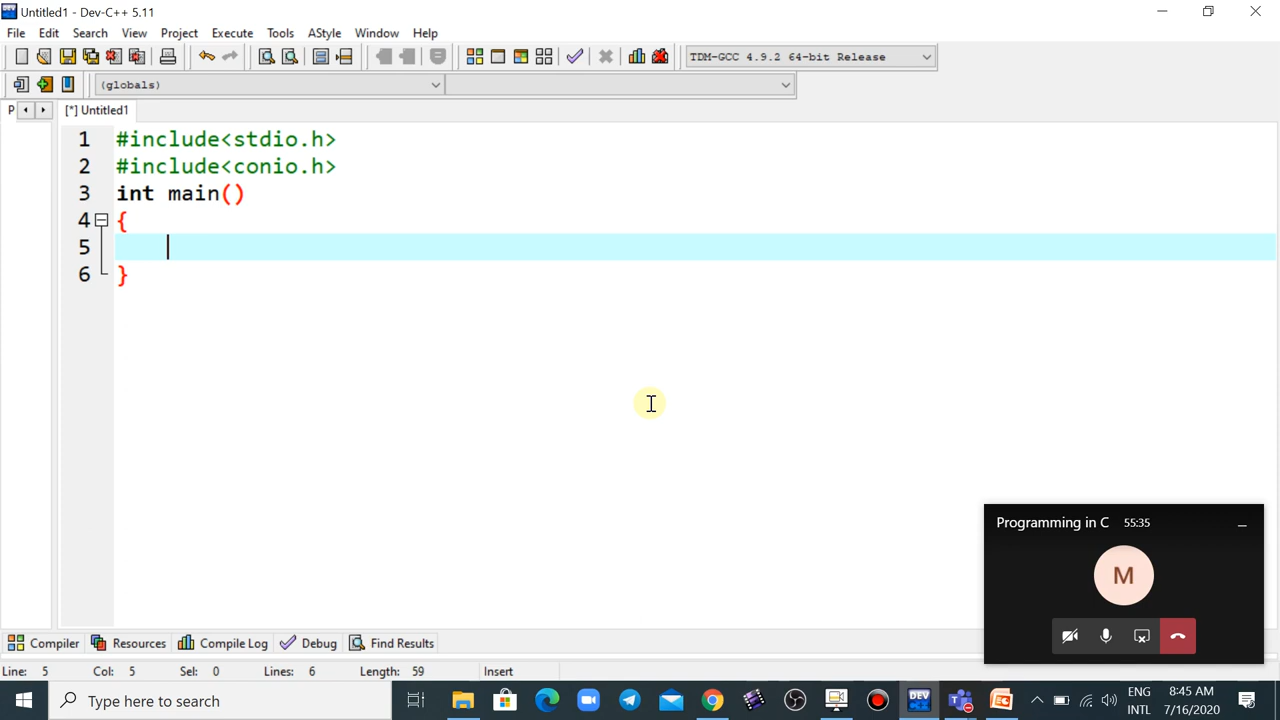 Untitled1 - Dev-C++ 5.11
File Edit Search View Project Execute Tools AStyle Window Help
TDM-GCC 4.9.2 64-bit Release
(globals)
P [*] Untitled1
1 #include<stdio.h>
2 #include<conio.h>
3 int main()
4 {
5
6 }
Programming in C 55:35
M
Compiler Resources Compile Log Debug Find Results
Line: 5 Col: 5 Sel: 0 Lines: 6 Length: 59 Insert
Type here to search
DEV
C++
ENG
INTL
8:45 AM
7/16/2020